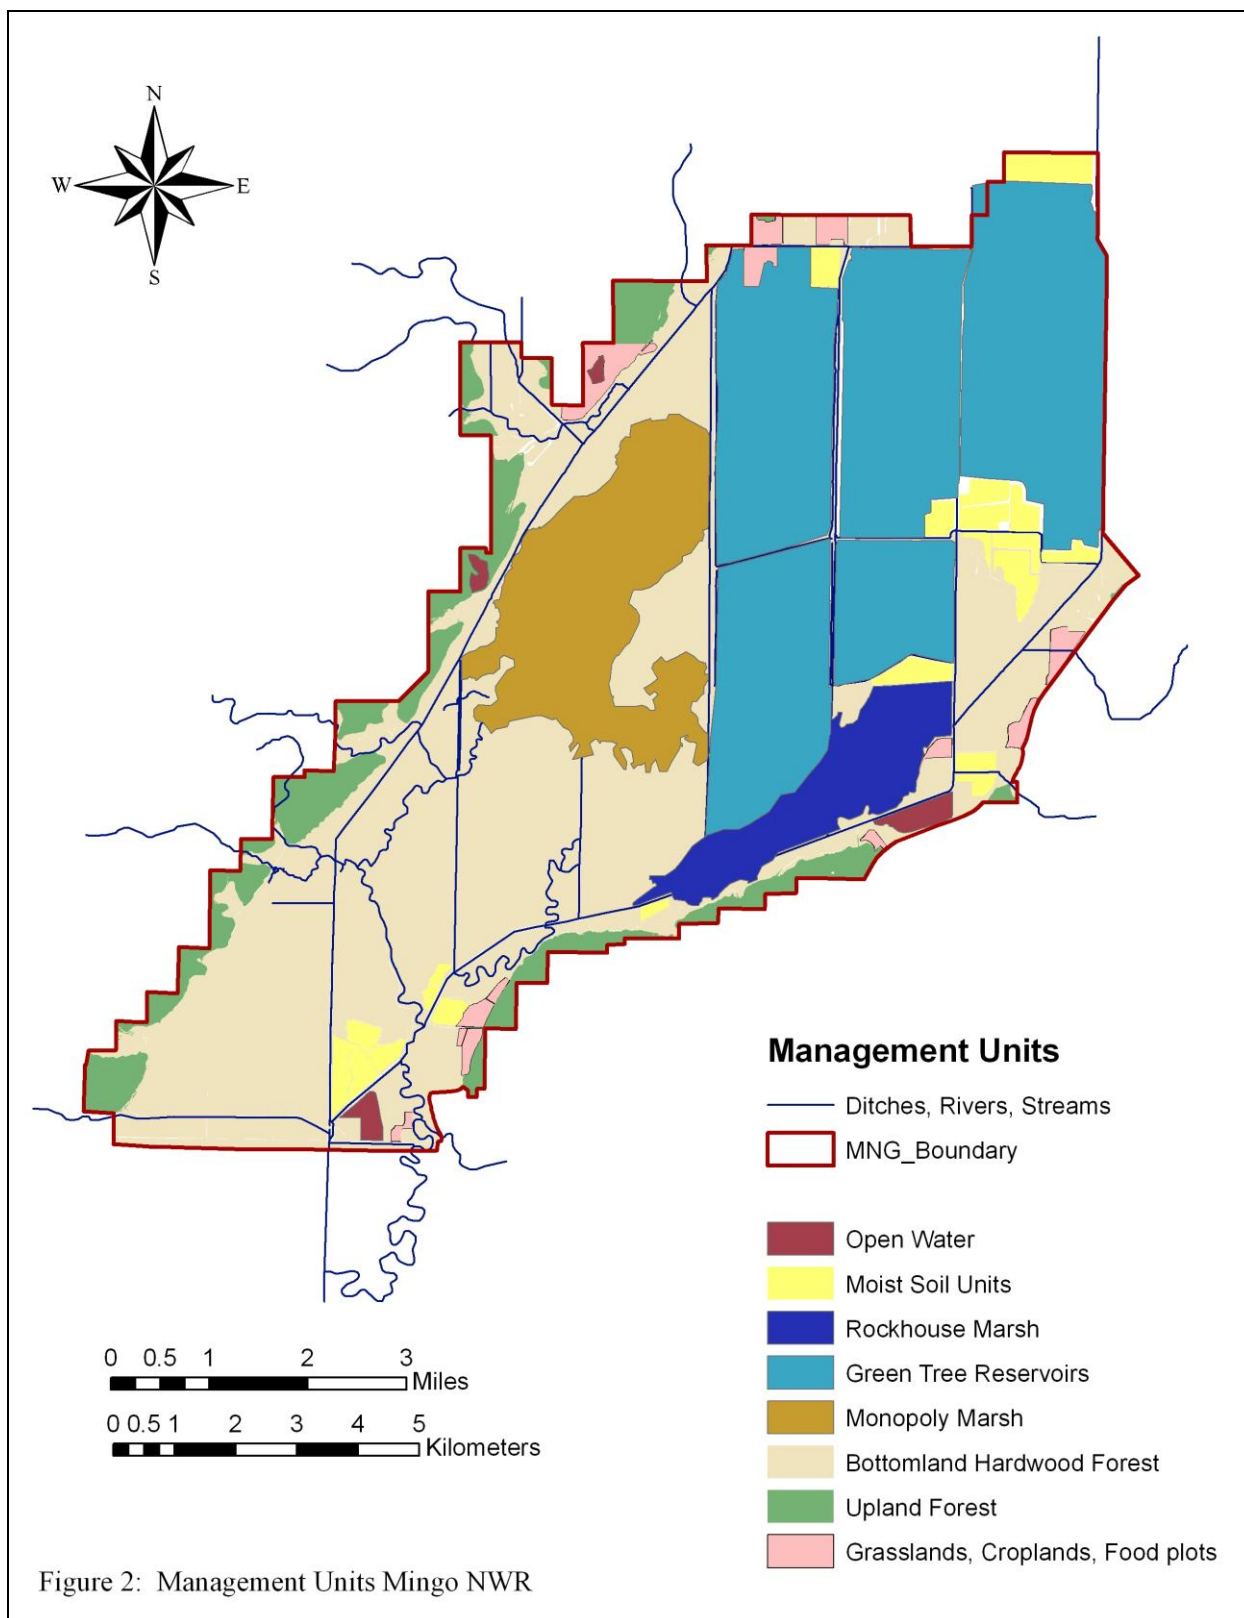 N
W E
S
Management Units
Ditches, Rivers, Streams
MNG_Boundary
Open Water
Moist Soil Units
Rockhouse Marsh
Green Tree Reservoirs
Monopoly Marsh
Bottomland Hardwood Forest
Upland Forest
Grasslands, Croplands, Food plots
0 0.5 1 2 3
Miles
0 0.5 1 2 3 4 5
Kilometers
Figure 2: Management Units Mingo NWR